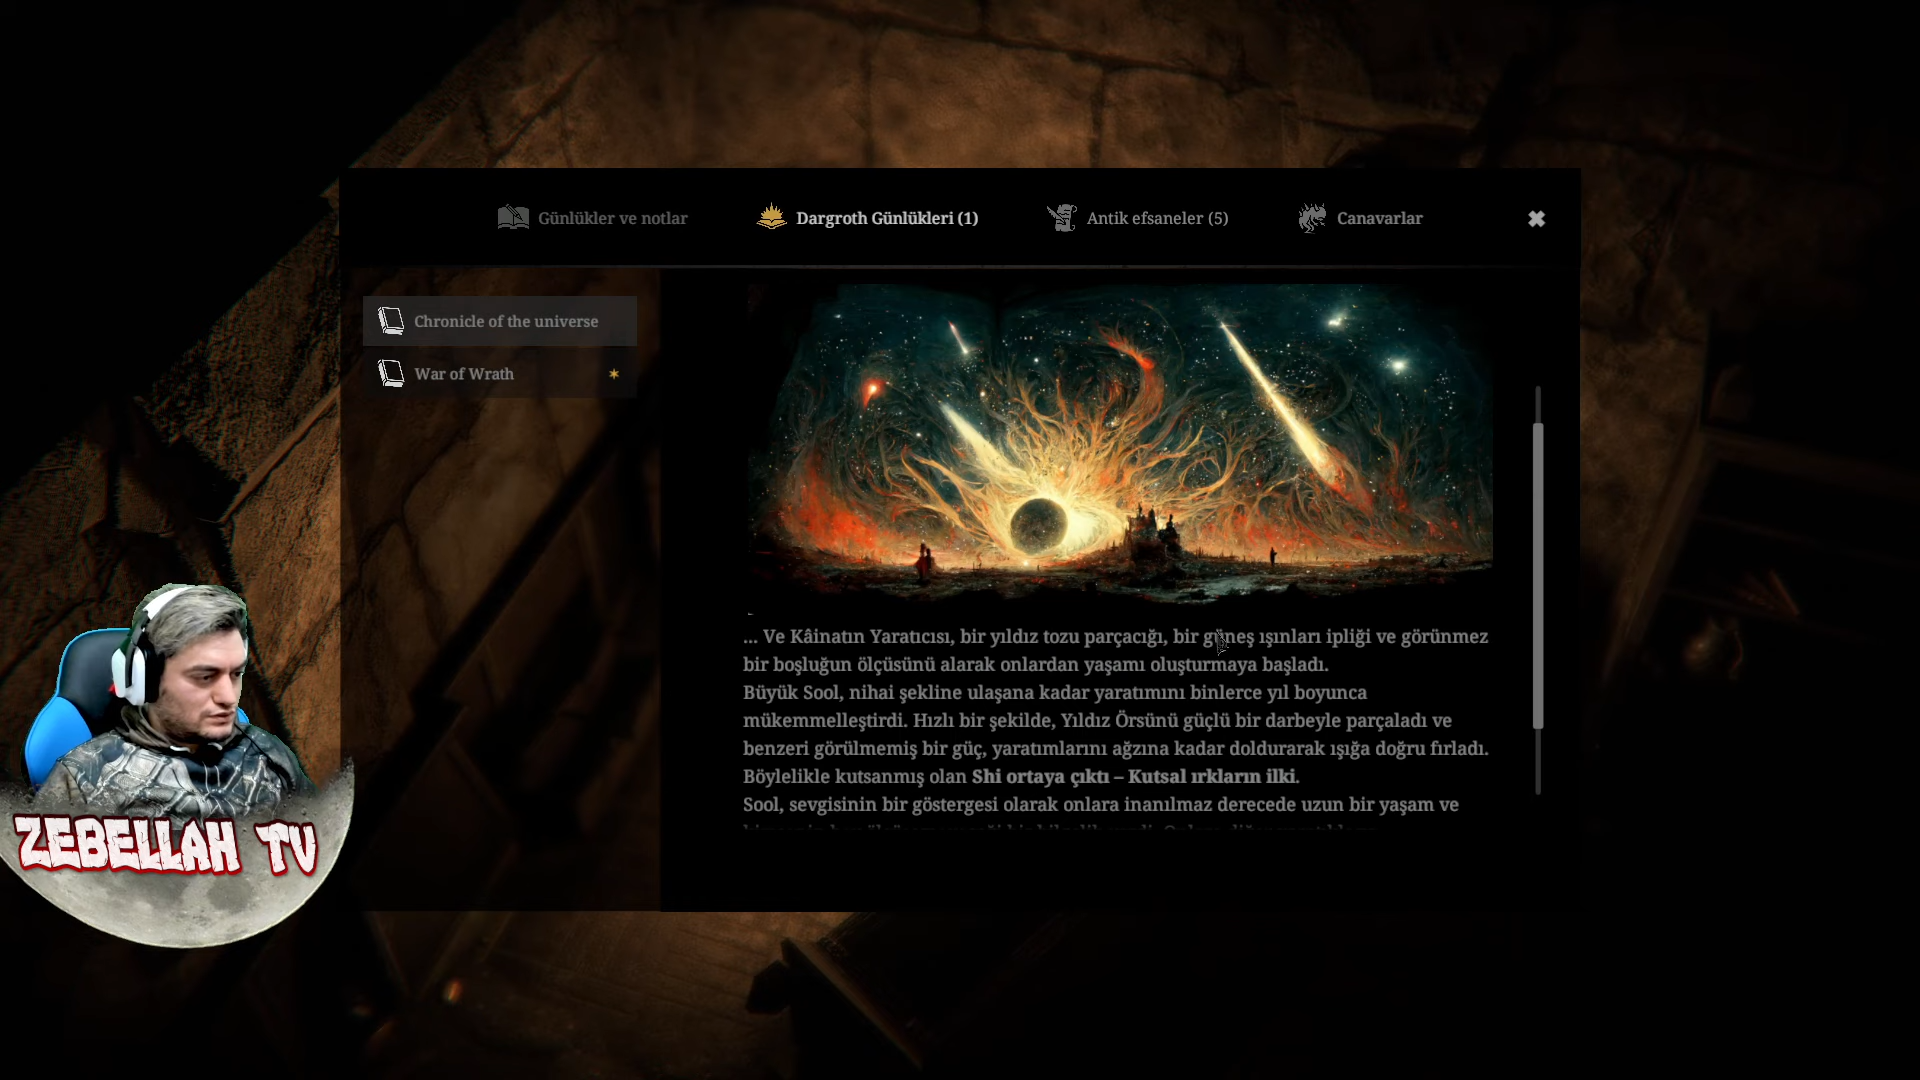 Günlükler ve notlar
Dargroth Günlükleri (1)
Antik efsaneler (5)
Canavarlar
Chronicle of the universe
War of Wrath
... Ve Kâinatın Yaratıcısı, bir yıldız tozu parçacığı, bir güneş ışınları ipliği ve görünmez
bir boşluğun ölçüsünü alarak onlardan yaşamı oluşturmaya başladı.
Büyük Sool, nihai şekline ulaşana kadar yaratımını binlerce yıl boyunca
mükemmelleştirdi. Hızlı bir şekilde, Yıldız Örsünü güçlü bir darbeyle parçaladı ve
benzeri görülmemiş bir güç, yaratımlarını ağzına kadar doldurarak ışığa doğru fırladı.
Böylelikle kutsanmış olan Shi ortaya çıktı – Kutsal ırkların ilki.
Sool, sevgisinin bir göstergesi olarak onlara inanılmaz derecede uzun bir yaşam ve
ZEBELLAH TV